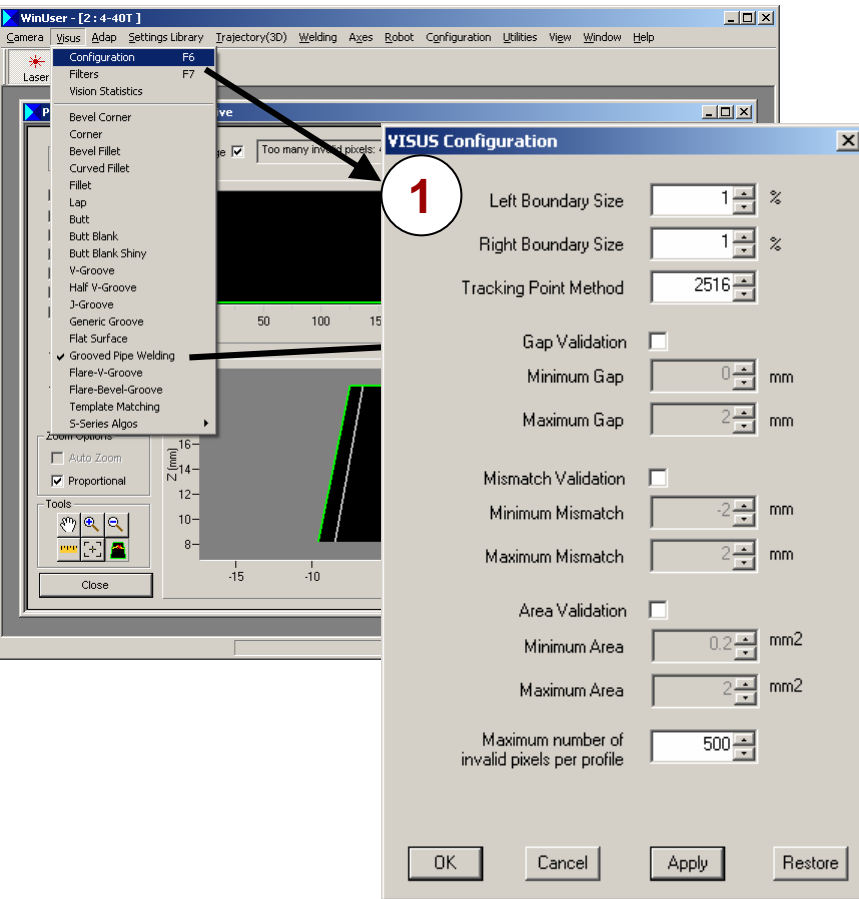 WinUser - [2 : 4-40T ]
Camera Visus Adap Settings Library Trajectory(3D) Welding Axes Robot Configuration Utilities View Window Help
Laser
Configuration F6
Filters F7
Vision Statistics
Bevel Corner
Corner
Bevel Fillet
Curved Fillet
Fillet
Lap
Butt
Butt Blank
Butt Blank Shiny
V-Groove
Half V-Groove
J-Groove
Generic Groove
Flat Surface
Grooved Pipe Welding
Flare-V-Groove
Flare-Bevel-Groove
Template Matching
S-Series Algos
Too many invalid pixels:
50 100 15
Zoom Options
Auto Zoom
Proportional
Tools
Close
Z [mm]
16
14
12
10
8
-15 -10
VISUS Configuration
1
Left Boundary Size 1 %
Right Boundary Size 1 %
Tracking Point Method 2516
Gap Validation
Minimum Gap 0 mm
Maximum Gap 2 mm
Mismatch Validation
Minimum Mismatch -2 mm
Maximum Mismatch 2 mm
Area Validation
Minimum Area 0.2 mm2
Maximum Area 2 mm2
Maximum number of
invalid pixels per profile 500
OK Cancel Apply Restore